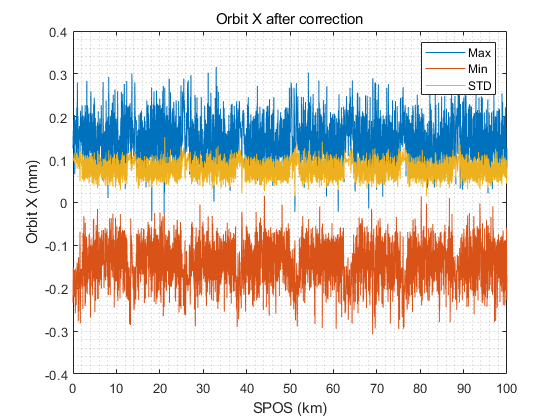 Orbit X after correction
Max
Min
STD
Orbit X (mm)
0.4
0.3
0.2
0.1
0
-0.1
-0.2
-0.3
-0.4
0 10 20 30 40 50 60 70 80 90 100
SPOS (km)